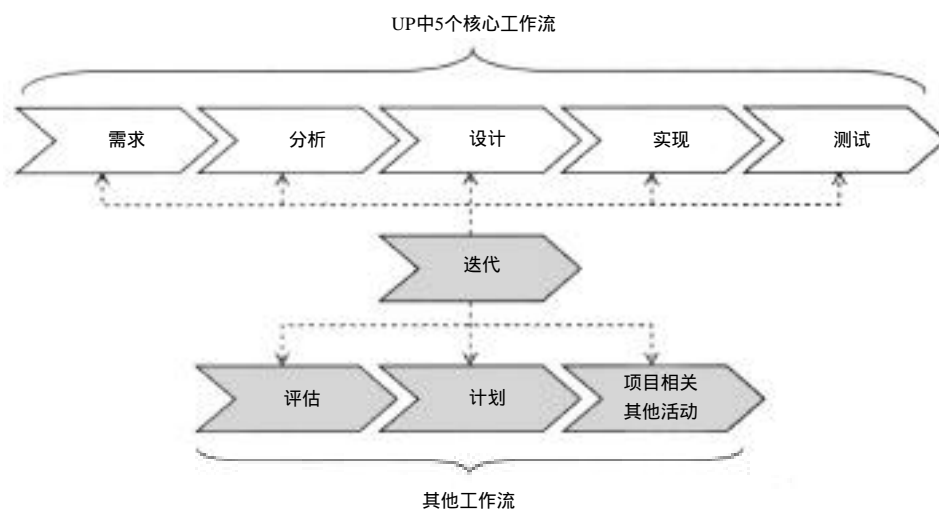 UP中5个核心工作流
需求
分析
设计
实现
测试
迭代
评估
计划
项目相关
其他活动
其他工作流